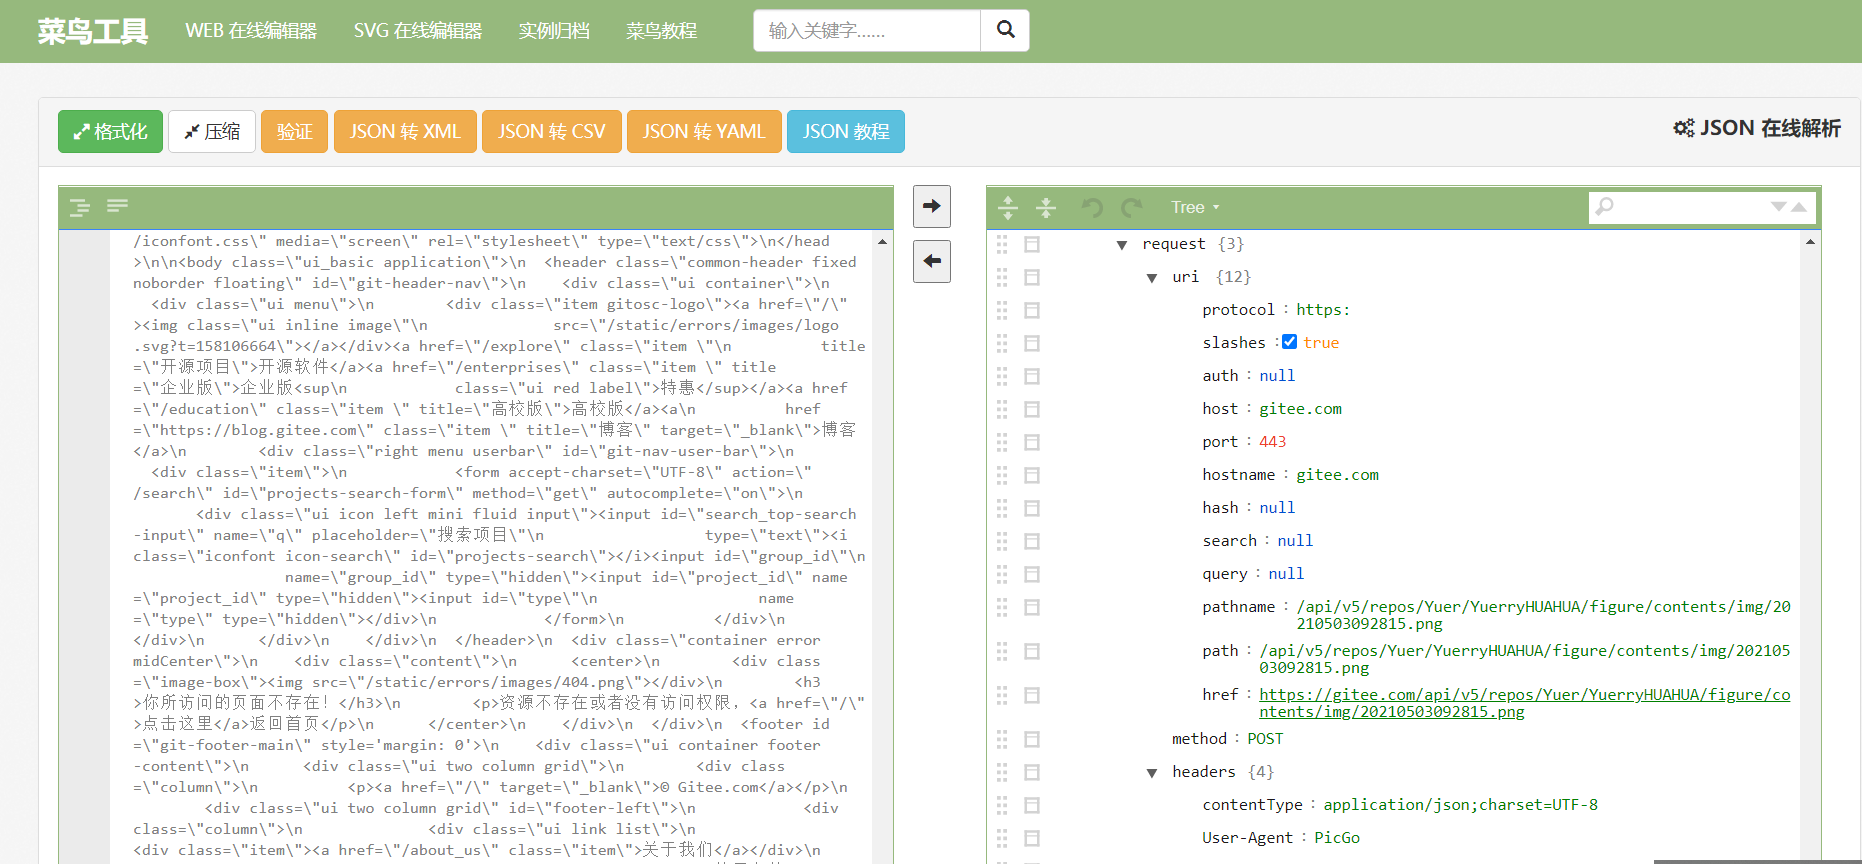 菜鸟工具 WEB 在线编辑器 SVG 在线编辑器 实例归档 菜鸟教程 输入关键字......
格式化 压缩 验证 JSON 转 XML JSON 转 CSV JSON 转 YAML JSON 教程 JSON 在线解析
/iconfont.css\" media=\"screen\" rel=\"stylesheet\" type=\"text/css\">\n</head
>\n\n<body class=\"ui_basic application\">\n  <header class=\"common-header fixed
noborder floating\" id=\"git-header-nav\">\n    <div class=\"ui container\">\n
<div class=\"ui menu\">\n        <div class=\"item gitosc-logo\"><a href=\"/\"
><img class=\"ui inline image\"\n              src=\"/static/errors/images/logo
.svg?t=158106664\"></a></div><a href=\"/explore\" class=\"item \"\n          title
=\"开源项目\">开源软件</a><a href=\"/enterprises\" class=\"item \" title
=\"企业版\">企业版<sup\n            class=\"ui red label\">特惠</sup></a><a href
=\"/education\" class=\"item \" title=\"高校版\">高校版</a><a\n          href
=\"https://blog.gitee.com\" class=\"item \" title=\"博客\" target=\"_blank\">博客
</a>\n        <div class=\"right menu userbar\" id=\"git-nav-user-bar\">\n
<div class=\"item\">\n            <form accept-charset=\"UTF-8\" action=\"
/search\" id=\"projects-search-form\" method=\"get\" autocomplete=\"on\">\n
<div class=\"ui icon left mini fluid input\"><input id=\"search_top-search
-input\" name=\"q\" placeholder=\"搜索项目\"\n                  type=\"text\"><i
class=\"iconfont icon-search\" id=\"projects-search\"></i><input id=\"group_id\"\n
name=\"group_id\" type=\"hidden\"><input id=\"project_id\" name
=\"project_id\" type=\"hidden\"><input id=\"type\"\n                  name
=\"type\" type=\"hidden\"></div>\n            </form>\n          </div>\n
</div>\n      </div>\n    </div>\n  </header>\n  <div class=\"container error
midCenter\">\n    <div class=\"content\">\n      <center>\n        <div class
=\"image-box\"><img src=\"/static/errors/images/404.png\"></div>\n        <h3
>你所访问的页面不存在！</h3>\n        <p>资源不存在或者没有访问权限，<a href=\"/\"
>点击这里</a>返回首页</p>\n      </center>\n    </div>\n  </div>\n  <footer id
=\"git-footer-main\" style='margin: 0'>\n    <div class=\"ui container footer
-content\">\n      <div class=\"ui two column grid\">\n        <div class
=\"column\">\n          <p><a href=\"/\" target=\"_blank\">© Gitee.com</a></p>\n
<div class=\"ui two column grid\" id=\"footer-left\">\n            <div
class=\"column\">\n              <div class=\"ui link list\">\n
<div class=\"item\"><a href=\"/about_us\" class=\"item\">关于我们</a></div>\n
Tree
request {3}
uri {12}
protocol : https:
slashes : true
auth : null
host : gitee.com
port : 443
hostname : gitee.com
hash : null
search : null
query : null
pathname : /api/v5/repos/Yuer/YuerryHUAHUA/figure/contents/img/20
210503092815.png
path : /api/v5/repos/Yuer/YuerryHUAHUA/figure/contents/img/202105
03092815.png
href : https://gitee.com/api/v5/repos/Yuer/YuerryHUAHUA/figure/co
ntents/img/20210503092815.png
method : POST
headers {4}
contentType : application/json;charset=UTF-8
User-Agent : PicGo